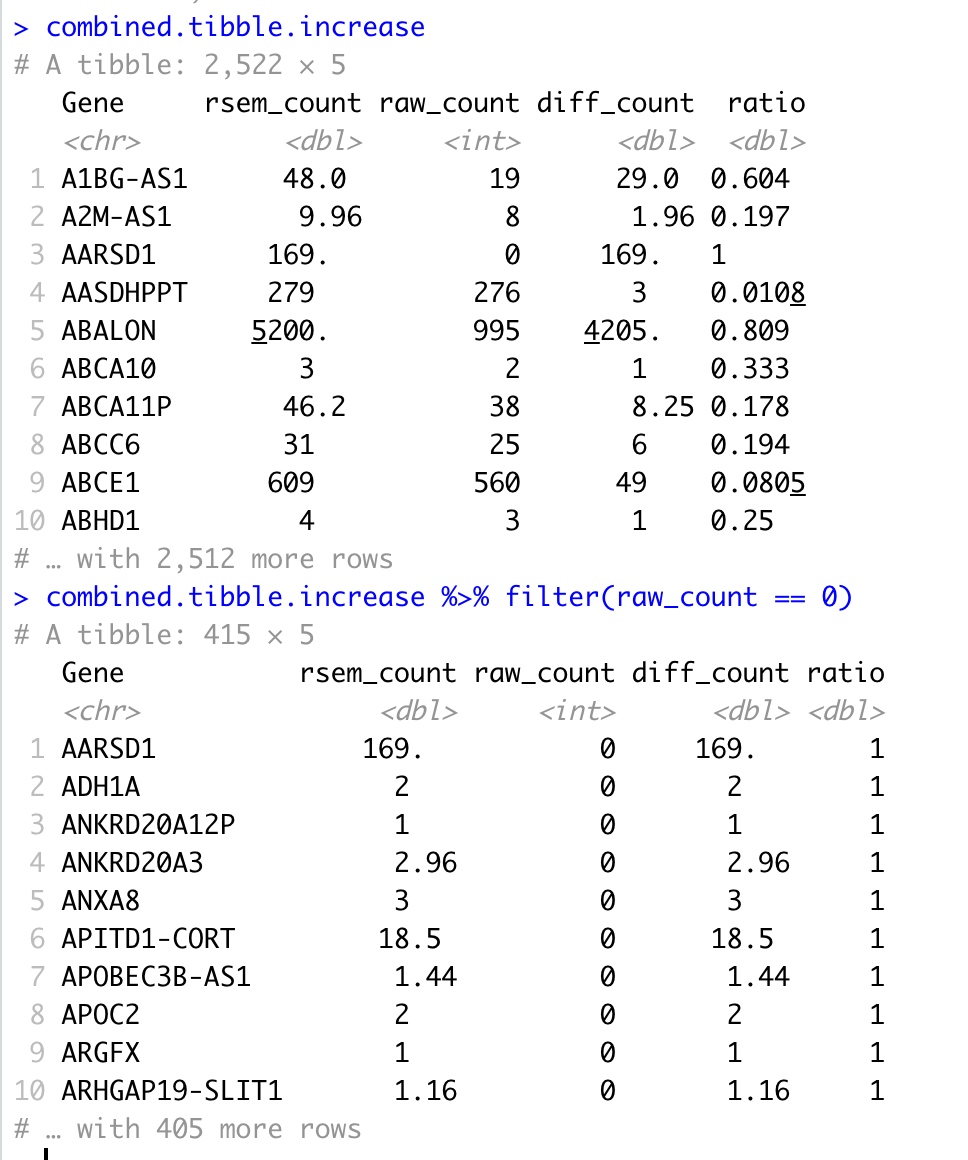 > combined.tibble.increase
# A tibble: 2,522 × 5
   Gene     rsem_count raw_count diff_count  ratio
   <chr>         <dbl>     <int>      <dbl>  <dbl>
 1 A1BG-AS1      48.0         19      29.0  0.604
 2 A2M-AS1        9.96         8       1.96 0.197
 3 AARSD1       169.           0     169.   1
 4 AASDHPPT     279          276       3    0.0108
 5 ABALON      5200.         995    4205.   0.809
 6 ABCA10         3            2       1    0.333
 7 ABCA11P       46.2         38       8.25 0.178
 8 ABCC6         31           25       6    0.194
 9 ABCE1        609          560      49    0.0805
10 ABHD1          4            3       1    0.25
# … with 2,512 more rows
> combined.tibble.increase %>% filter(raw_count == 0)
# A tibble: 415 × 5
   Gene           rsem_count raw_count diff_count ratio
   <chr>               <dbl>     <int>      <dbl> <dbl>
 1 AARSD1             169.           0     169.       1
 2 ADH1A                2            0       2        1
 3 ANKRD20A12P          1            0       1        1
 4 ANKRD20A3            2.96         0       2.96     1
 5 ANXA8                3            0       3        1
 6 APITD1-CORT         18.5          0      18.5      1
 7 APOBEC3B-AS1         1.44         0       1.44     1
 8 APOC2                2            0       2        1
 9 ARGFX                1            0       1        1
10 ARHGAP19-SLIT1       1.16         0       1.16     1
# … with 405 more rows